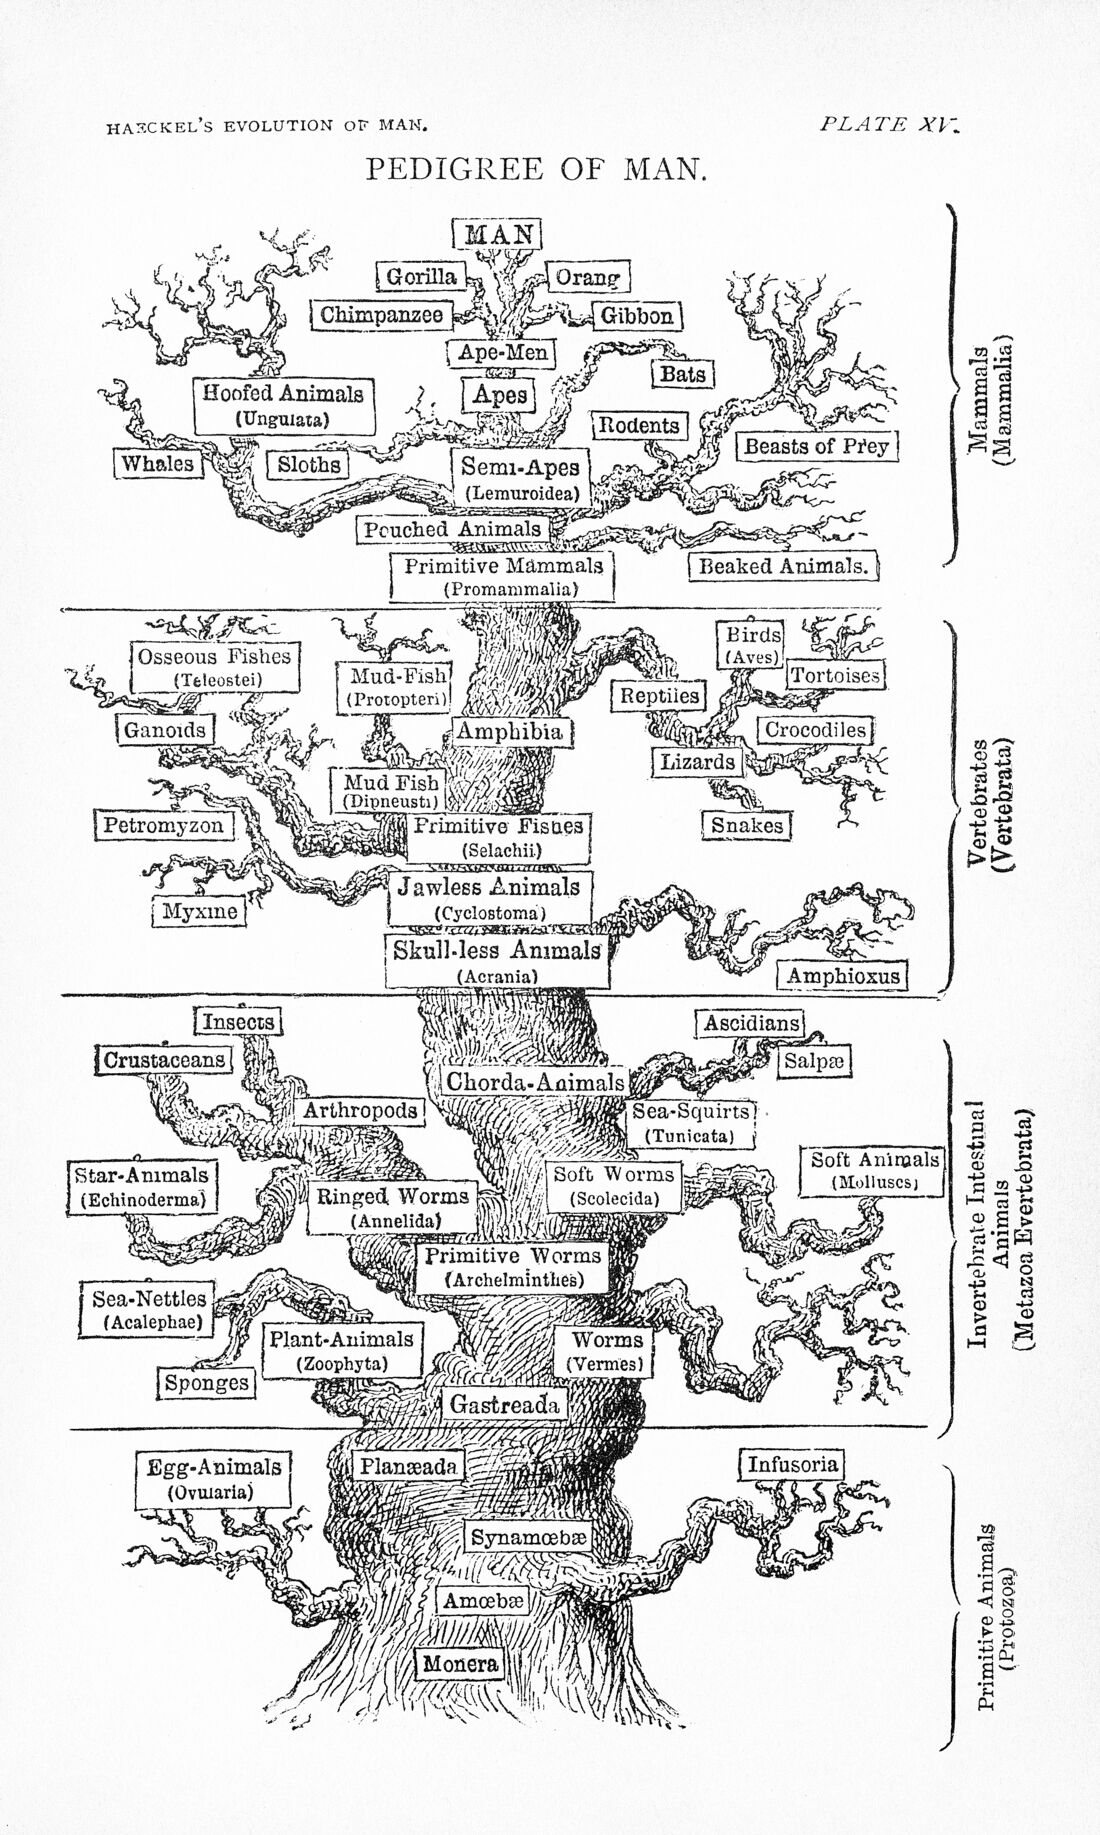 HAECKEL'S EVOLUTION OF MAN.
PLATE XV.
PEDIGREE OF MAN.
MAN
Gorilla
Orang
Chimpanzee
Gibbon
Ape-Men
Bats
Apes
Hoofed Animals
(Ungulata)
Rodents
Beasts of Prey
Whales
Sloths
Semi-Apes
(Lemuroidea)
Pouched Animals
Primitive Mammals
(Promammalia)
Beaked Animals.
Mammals
(Mammalia)
Osseous Fishes
(Teleostei)
Mud-Fish
(Protopteri)
Birds
(Aves)
Tortoises
Reptiles
Ganoids
Amphibia
Crocodiles
Lizards
Mud Fish
(Dipneusti)
Petromyzon
Primitive Fishes
(Selachii)
Snakes
Jawless Animals
(Cyclostoma)
Myxine
Skull-less Animals
(Acrania)
Amphioxus
Vertebrates
(Vertebrata)
Insects
Ascidians
Crustaceans
Salpæ
Chorda-Animals
Arthropods
Sea-Squirts
(Tunicata)
Star-Animals
(Echinoderma)
Soft Worms
(Scolecida)
Soft Animals
(Molluscs)
Ringed Worms
(Annelida)
Primitive Worms
(Archelminthes)
Sea-Nettles
(Acalephae)
Plant-Animals
(Zoophyta)
Worms
(Vermes)
Sponges
Gastreada
Invertebrate Intestinal
Animals
(Metazoa Evertebrata)
Egg-Animals
(Ovularia)
Planæada
Infusoria
Synamœbæ
Amœbæ
Monera
Primitive Animals
(Protozoa)